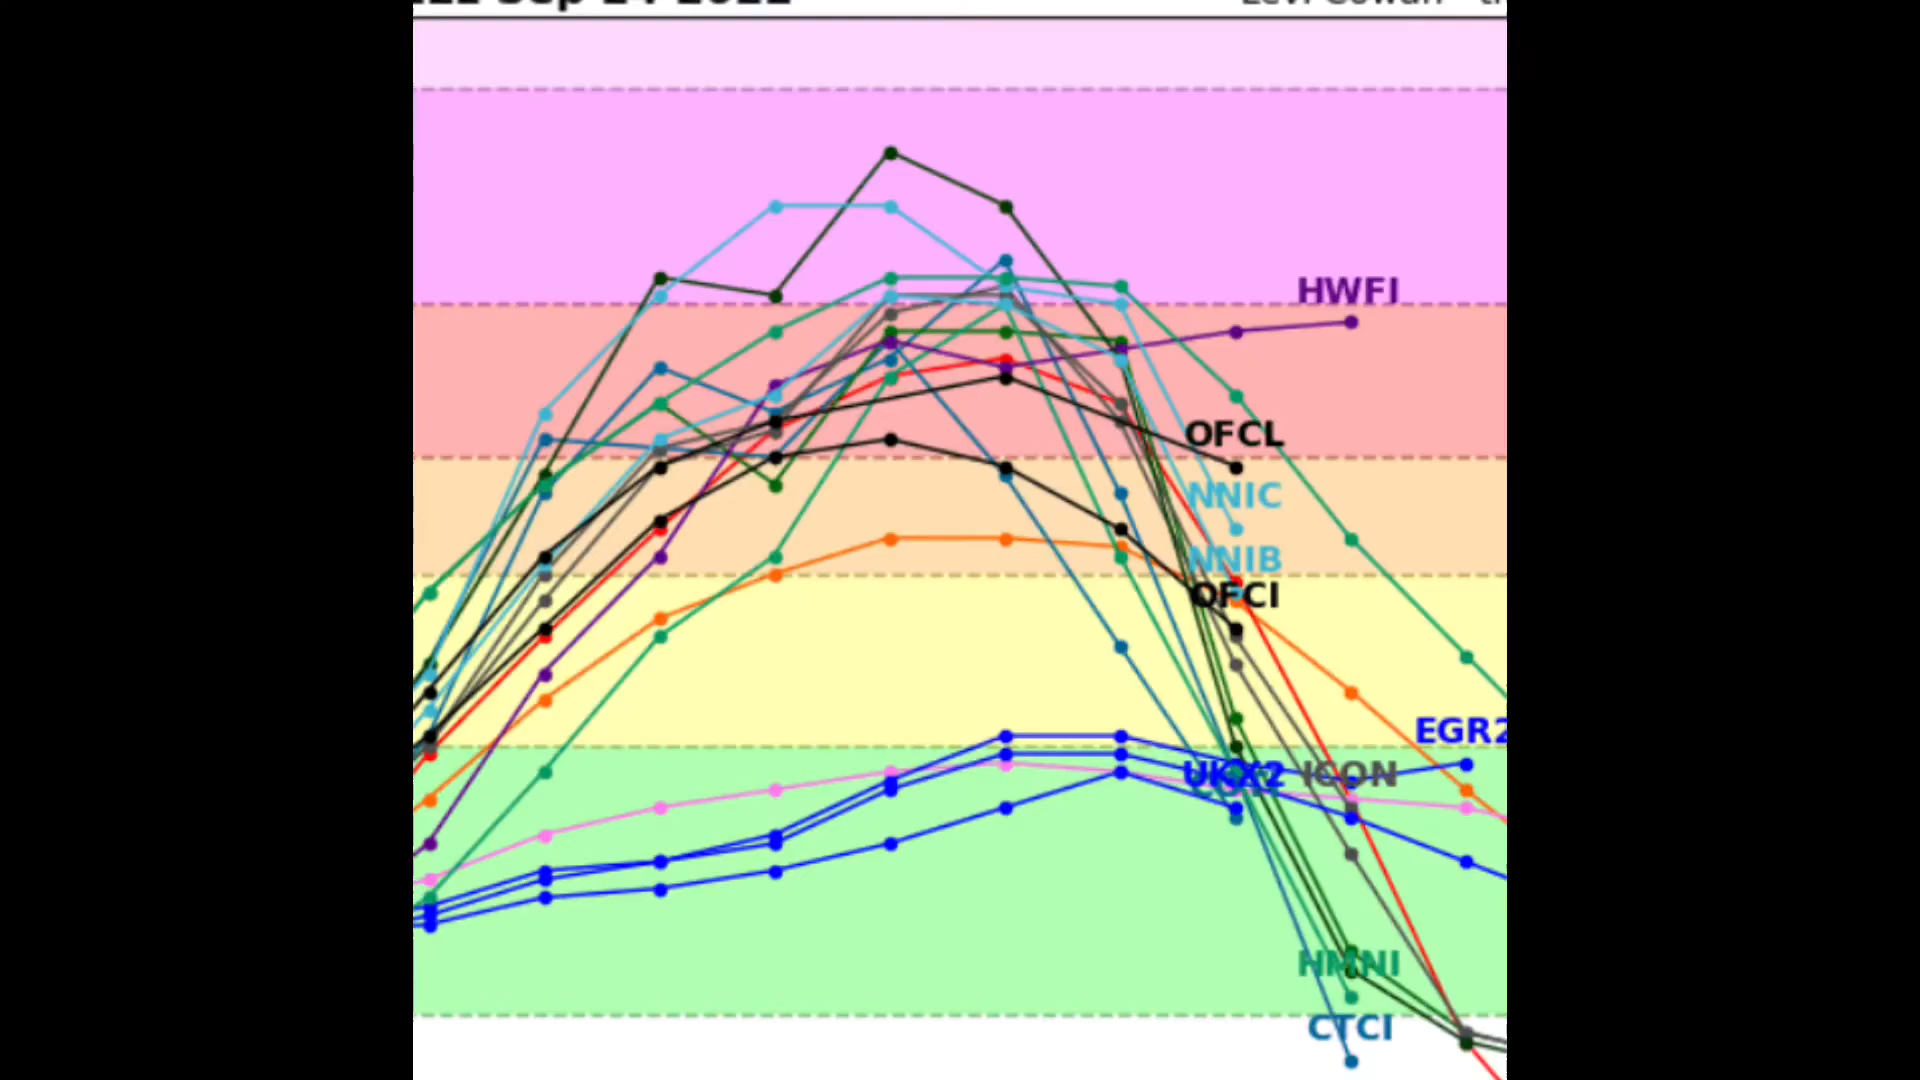 HWFI
OFCL
NNIC
NNIB
OFCI
EGR2
UKX2 ICON
HMNI
CTCI